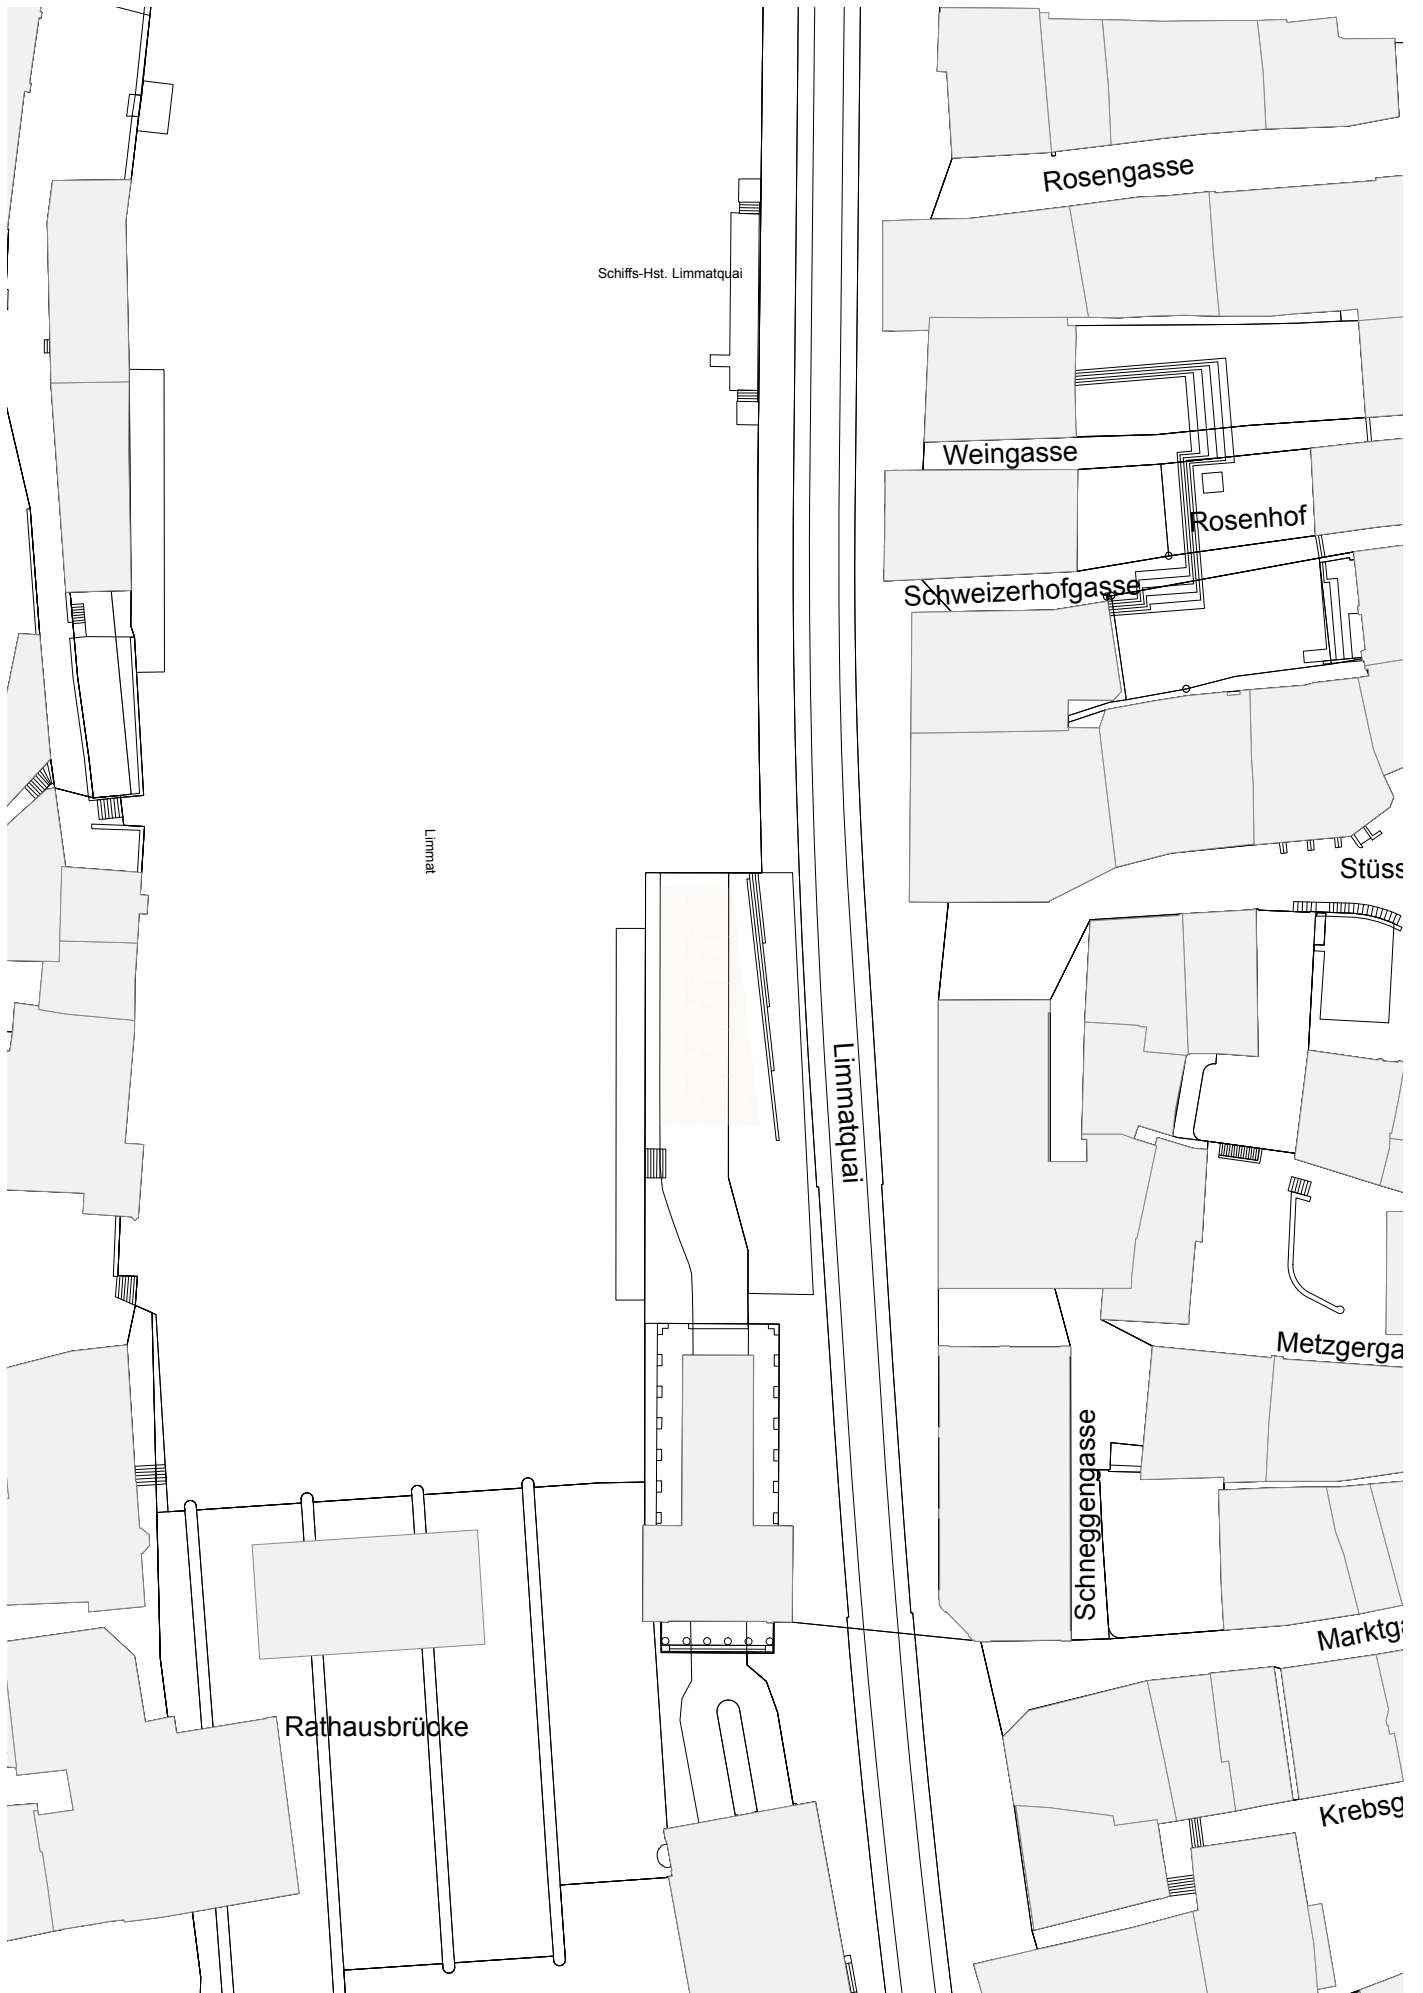 Rosengasse
Schiffs-Hst. Limmatquai
Weingasse
Rosenhof
Schweizerhofgasse
Limmat
Stüss
Limmatquai
Metzgerga
Schneggengasse
Marktga
Rathausbrücke
Krebsg